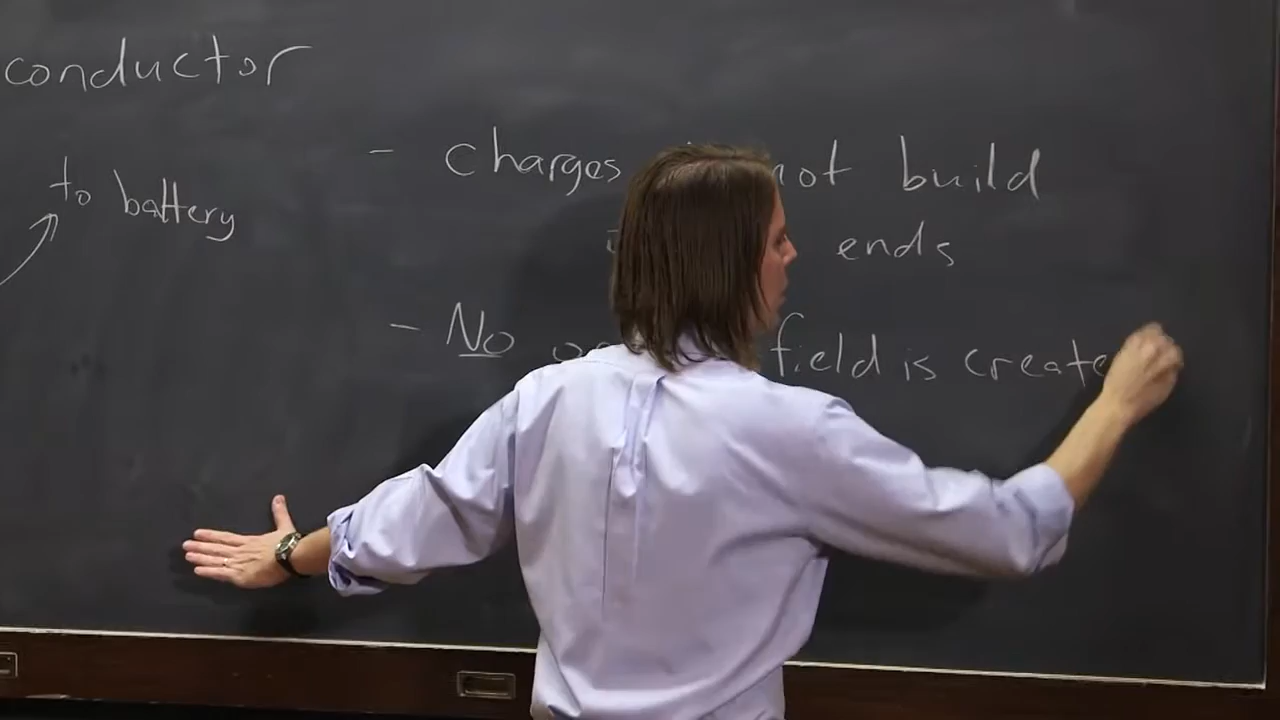 conductor
to battery
- charges not build
ends
- No field is create